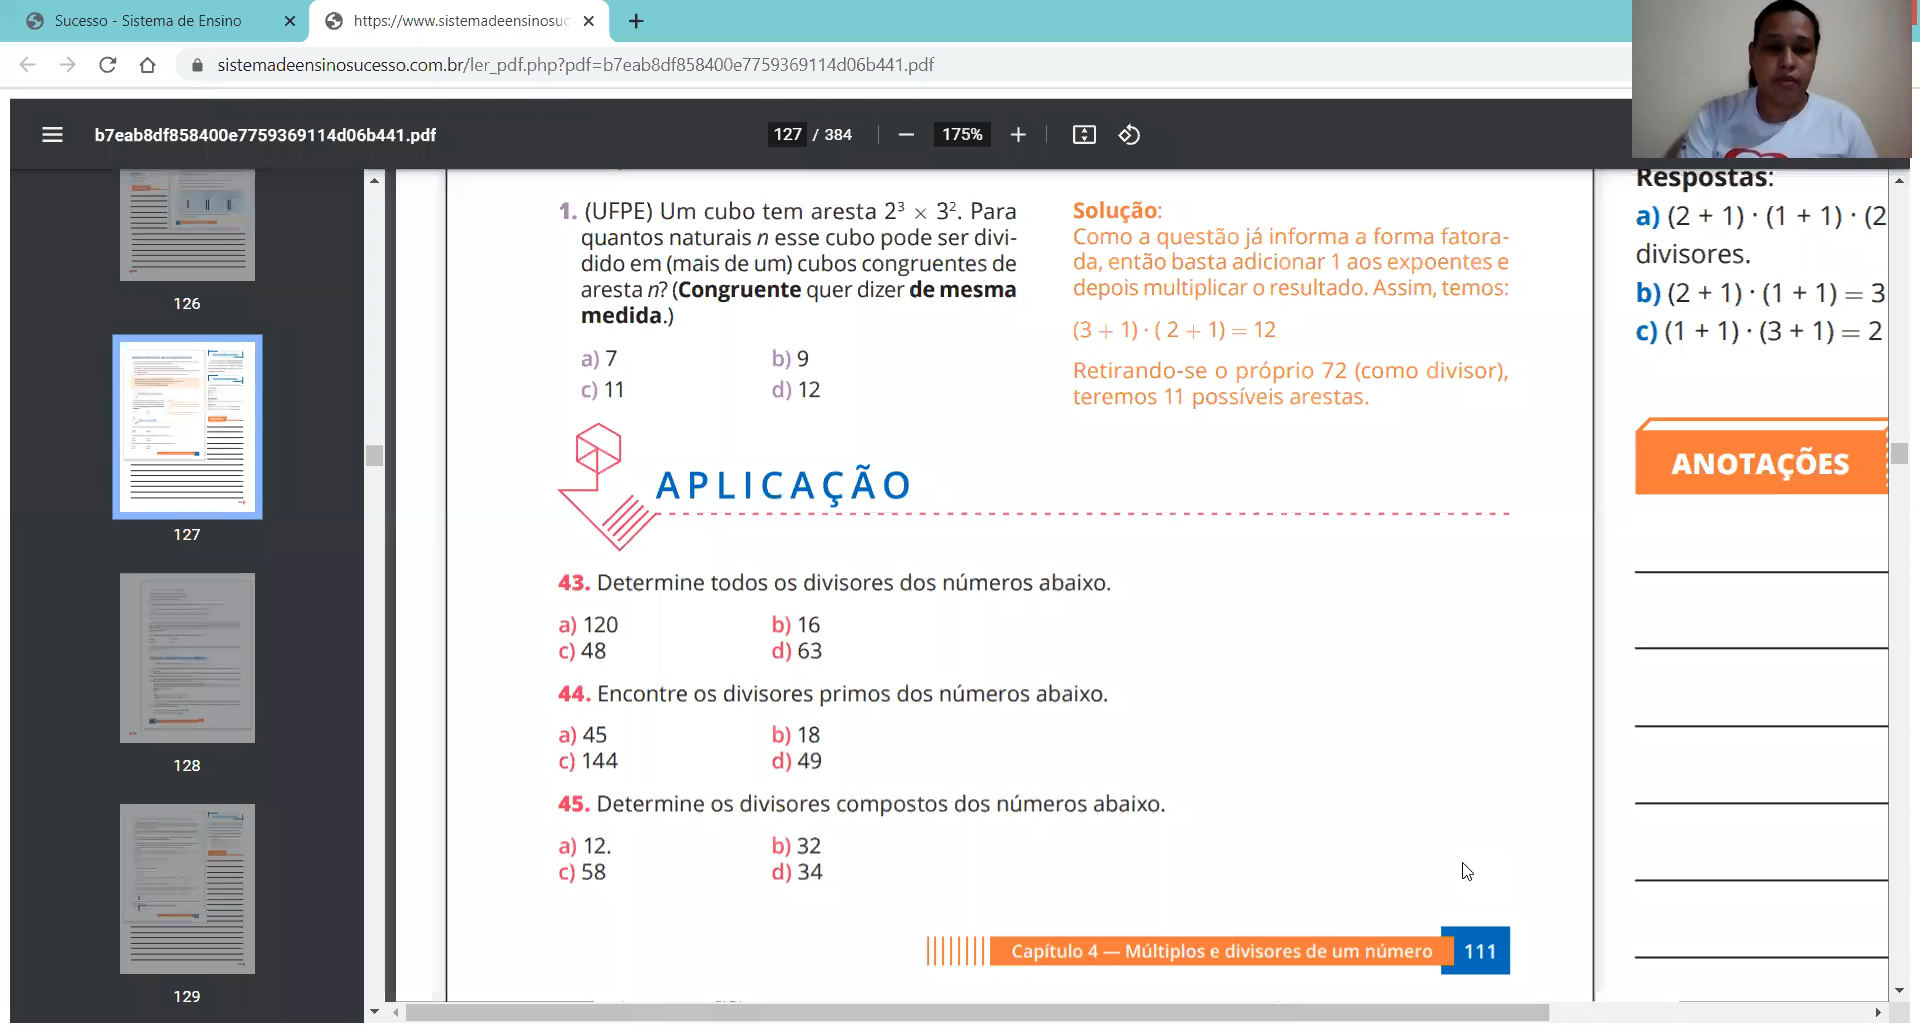 Sucesso - Sistema de Ensino
https://www.sistemadeensinosuc
sistemadeensinosucesso.com.br/ler_pdf.php?pdf=b7eab8df858400e7759369114d06b441.pdf
b7eab8df858400e7759369114d06b441.pdf
127 / 384
175%
126
127
128
129
1. (UFPE) Um cubo tem aresta 2³ × 3². Para
quantos naturais n esse cubo pode ser divi-
dido em (mais de um) cubos congruentes de
aresta n? (Congruente quer dizer de mesma
medida.)
a) 7 b) 9
c) 11 d) 12
Solução:
Como a questão já informa a forma fatora-
da, então basta adicionar 1 aos expoentes e
depois multiplicar o resultado. Assim, temos:
(3 + 1) · ( 2 + 1) = 12
Retirando-se o próprio 72 (como divisor),
teremos 11 possíveis arestas.
APLICAÇÃO
43. Determine todos os divisores dos números abaixo.
a) 120 b) 16
c) 48 d) 63
44. Encontre os divisores primos dos números abaixo.
a) 45 b) 18
c) 144 d) 49
45. Determine os divisores compostos dos números abaixo.
a) 12. b) 32
c) 58 d) 34
Capítulo 4 — Múltiplos e divisores de um número 111
Respostas:
a) (2 + 1) · (1 + 1) · (2
divisores.
b) (2 + 1) · (1 + 1) = 3
c) (1 + 1) · (3 + 1) = 2
ANOTAÇÕES